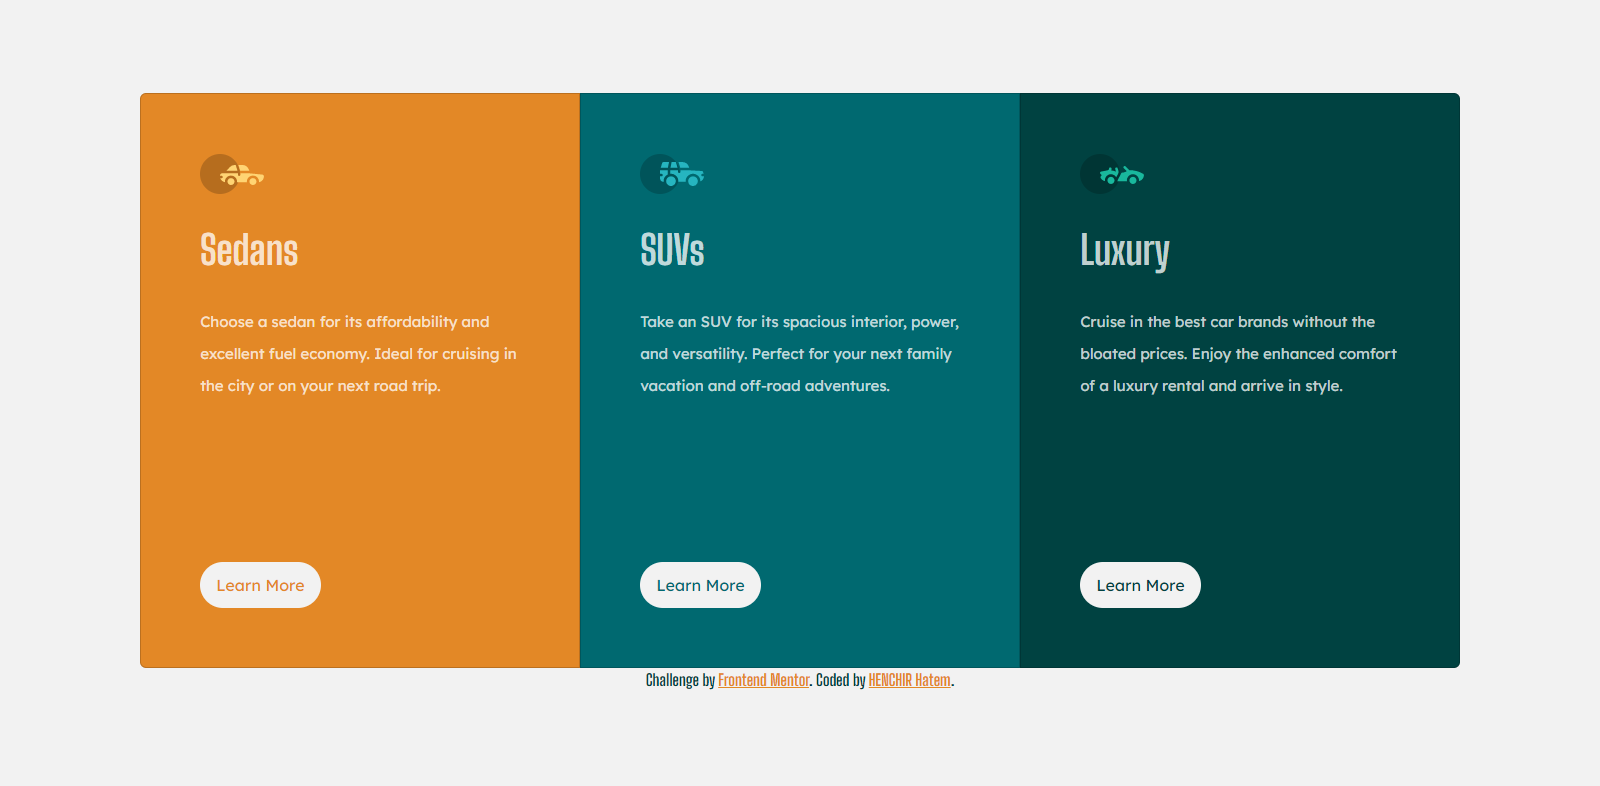 Sedans
Choose a sedan for its affordability and
excellent fuel economy. Ideal for cruising in
the city or on your next road trip.
Learn More
SUVs
Take an SUV for its spacious interior, power,
and versatility. Perfect for your next family
vacation and off-road adventures.
Learn More
Luxury
Cruise in the best car brands without the
bloated prices. Enjoy the enhanced comfort
of a luxury rental and arrive in style.
Learn More
Challenge by Frontend Mentor. Coded by HENCHIR Hatem.